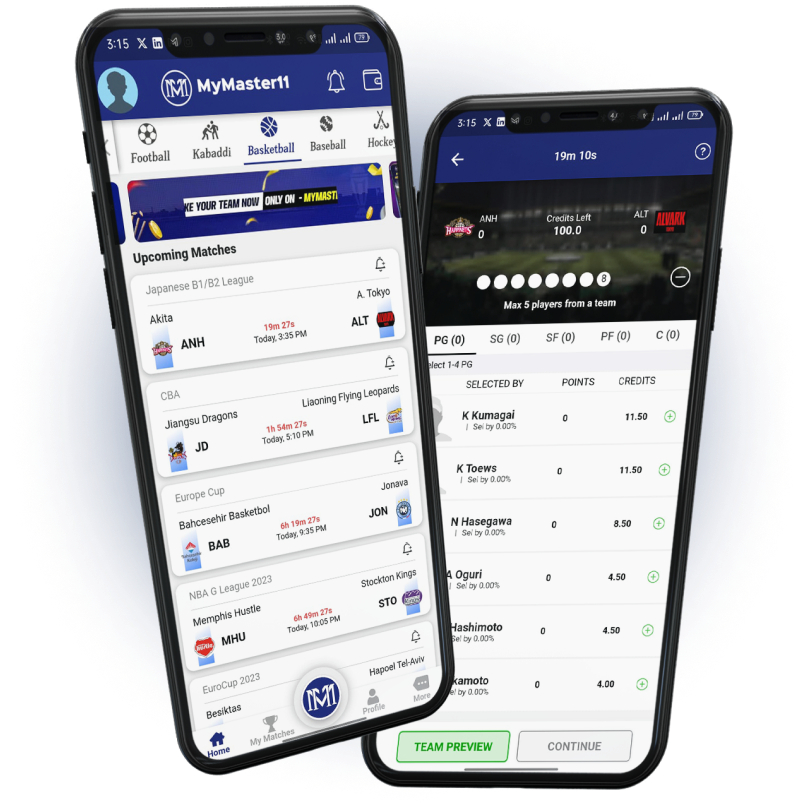 3:15
79
MyMaster11
Football
Kabaddi
Basketball
Baseball
Hockey
KE YOUR TEAM NOW ONLY ON - MYMASTE
Upcoming Matches
Japanese B1/B2 League
Akita
A. Tokyo
ANH
19m 27s
ALT
Today, 3:35 PM
CBA
Jiangsu Dragons
Liaoning Flying Leopards
JD
1h 54m 27s
LFL
Today, 5:10 PM
Europe Cup
Bahcesehir Basketbol
Jonava
BAB
6h 19m 27s
JON
Today, 9:35 PM
NBA G League 2023
Memphis Hustle
Stockton Kings
MHU
6h 49m 27s
STO
Today, 10:05 PM
EuroCup 2023
Besiktas
Hapoel Tel-Aviv
Home
My Matches
Profile
More
3:15
79
19m 10s
ANH
0
Credits Left
100.0
ALT
0
ALVARK
8
Max 5 players from a team
PG (0)
SG (0)
SF (0)
PF (0)
C (0)
elect 1-4 PG
SELECTED BY
POINTS
CREDITS
K Kumagai
0
11.50
Sel by 0.00%
K Toews
0
11.50
Sel by 0.00%
N Hasegawa
0
8.50
Sel by 0.00%
A Oguri
0
4.50
Sel by 0.00%
Hashimoto
0
4.50
Sel by 0.00%
kamoto
0
4.00
el by 0.00%
TEAM PREVIEW
CONTINUE